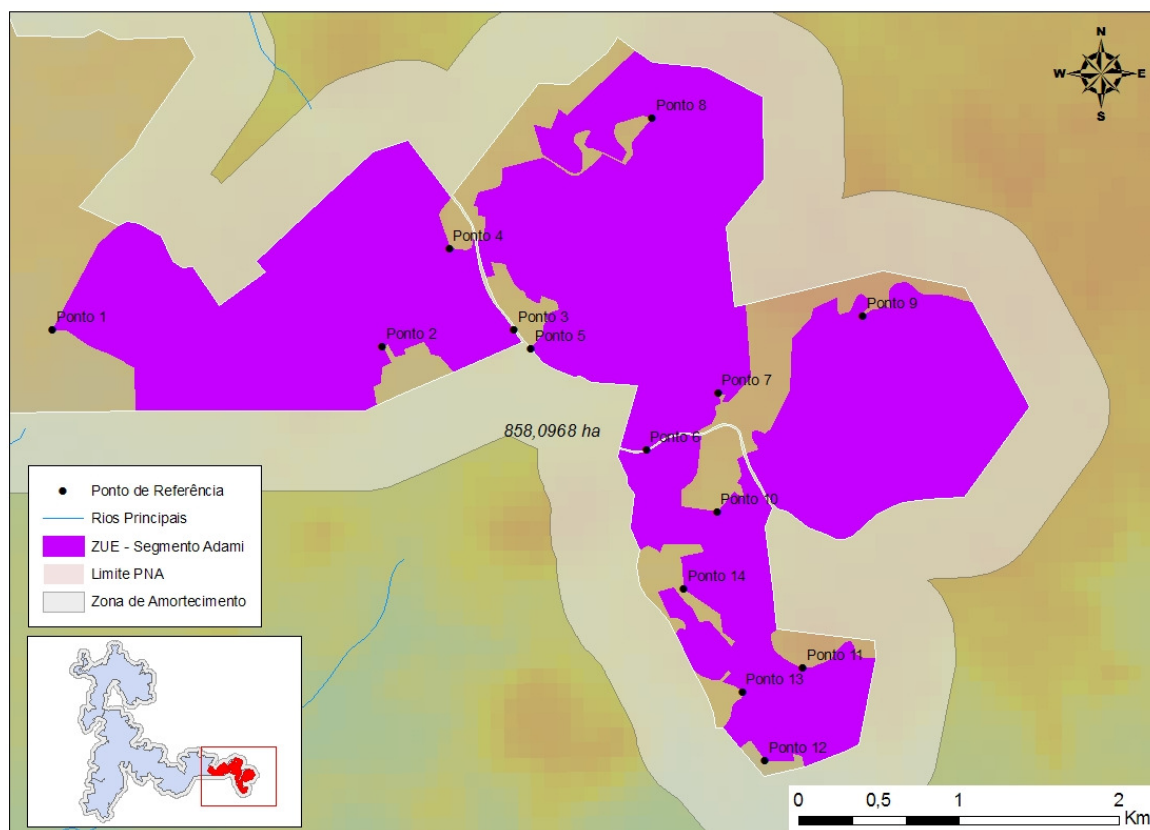 N
W E
S
Ponto 8
Ponto 4
Ponto 1
Ponto 3
Ponto 9
Ponto 2
Ponto 5
Ponto 7
858,0968 ha
Ponto 6
Ponto 10
Ponto 14
Ponto 11
Ponto 13
Ponto 12
Ponto de Referência
Rios Principais
ZUE - Segmento Adami
Limite PNA
Zona de Amortecimento
0 0,5 1 2
Km